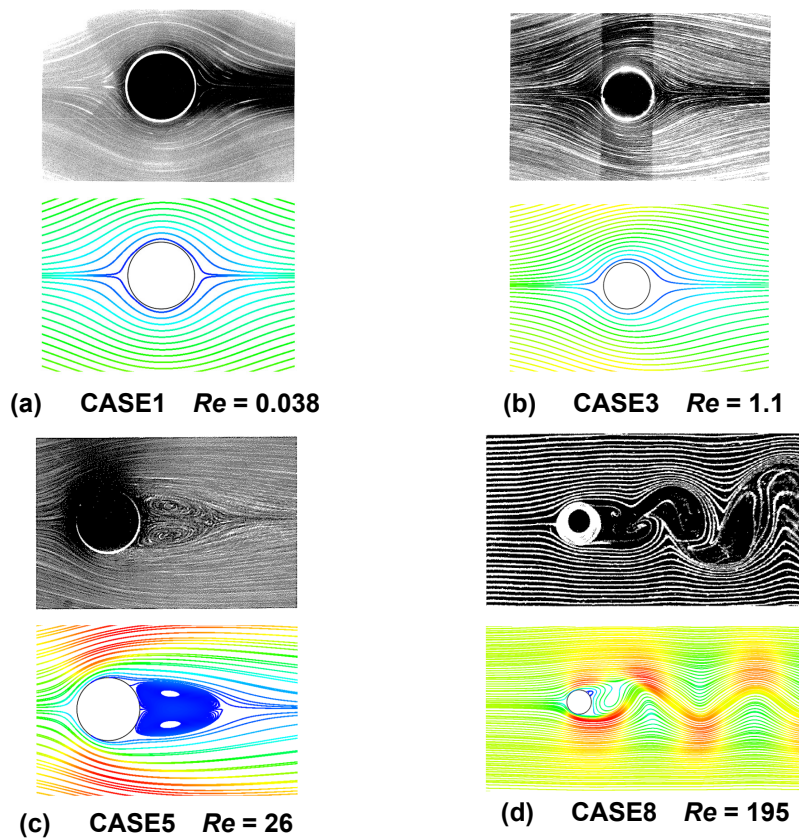 (a) CASE1 Re = 0.038
(b) CASE3 Re = 1.1
(c) CASE5 Re = 26
(d) CASE8 Re = 195